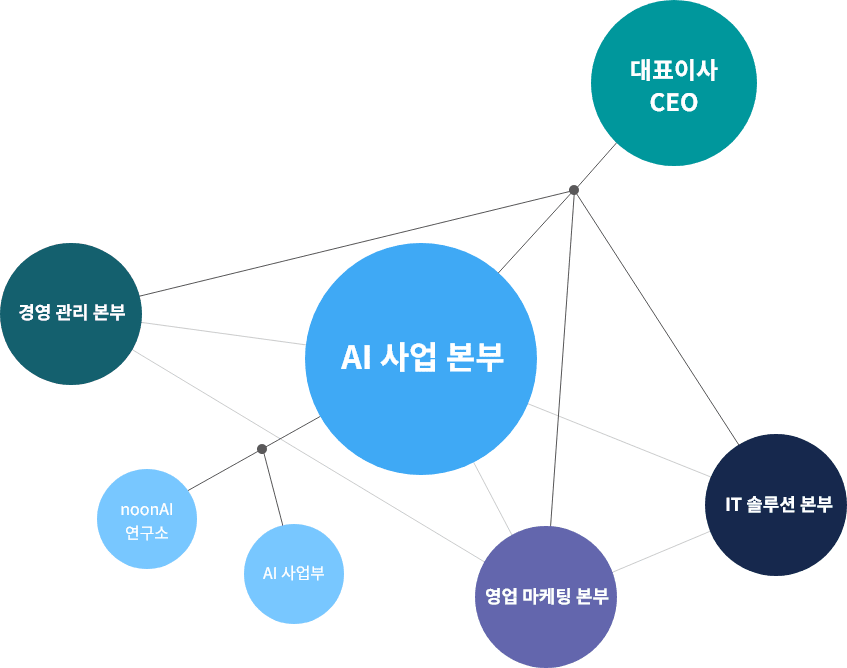 대표이사
CEO
경영 관리 본부
AI 사업 본부
noonAI
연구소
AI 사업부
영업 마케팅 본부
IT 솔루션 본부